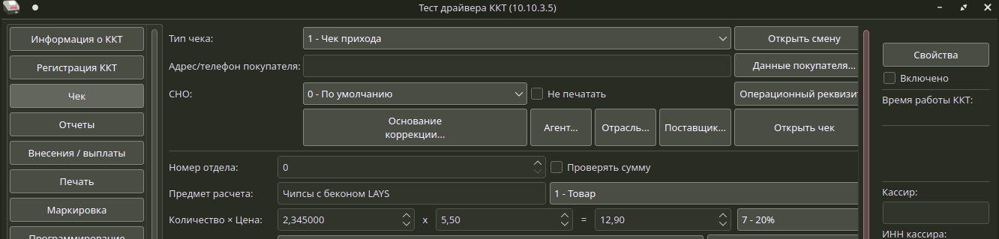 Тест драйвера ККТ (10.10.3.5)
Информация о ККТ
Регистрация ККТ
Чек
Отчеты
Внесения / выплаты
Печать
Маркировка
Программирование
Тип чека:
1 - Чек прихода
Открыть смену
Адрес/телефон покупателя:
Данные покупателя...
СНО:
0 - По умолчанию
Не печатать
Операционный реквизит
Основание
коррекции...
Агент...
Отрасль...
Поставщик...
Открыть чек
Номер отдела:
0
Проверять сумму
Предмет расчета:
Чипсы с беконом LAYS
1 - Товар
Количество × Цена:
2,345000
x
5,50
=
12,90
7 - 20%
Свойства
Включено
Время работы ККТ:
Кассир:
ИНН кассира: